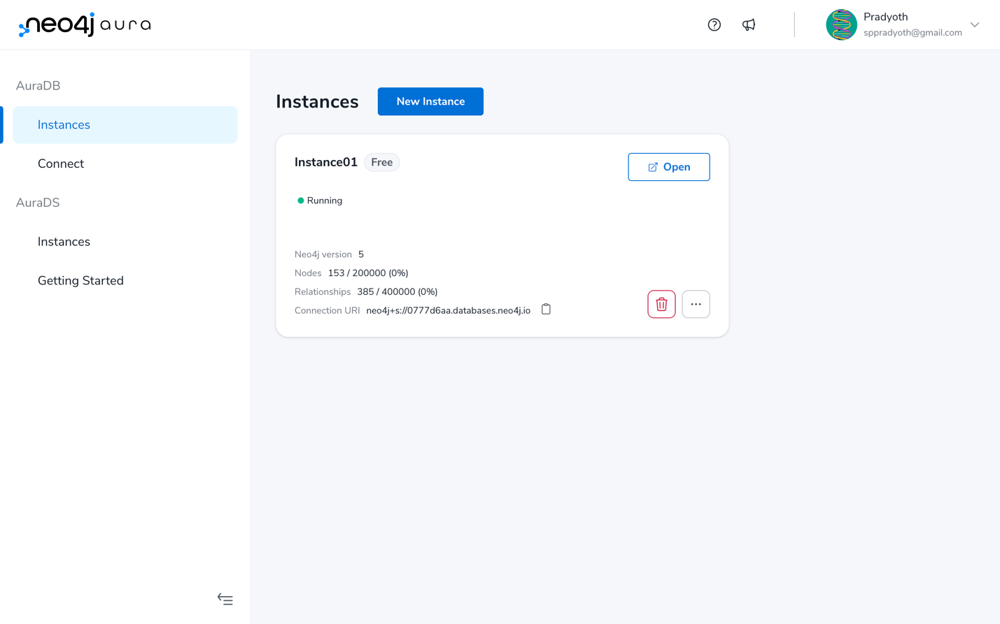 neo4j aura
Pradyoth
sppradyoth@gmail.com
AuraDB
Instances
Connect
AuraDS
Instances
Getting Started
Instances
New Instance
Instance01 Free
Open
Running
Neo4j version 5
Nodes 153 / 200000 (0%)
Relationships 385 / 400000 (0%)
Connection URI neo4j+s://0777d6aa.databases.neo4j.io